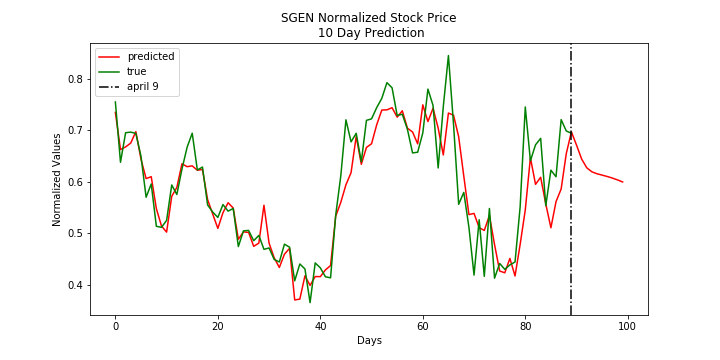 SGEN Normalized Stock Price
10 Day Prediction
predicted
true
april 9
Normalized Values
0.8
0.7
0.6
0.5
0.4
0
20
40
60
80
100
Days